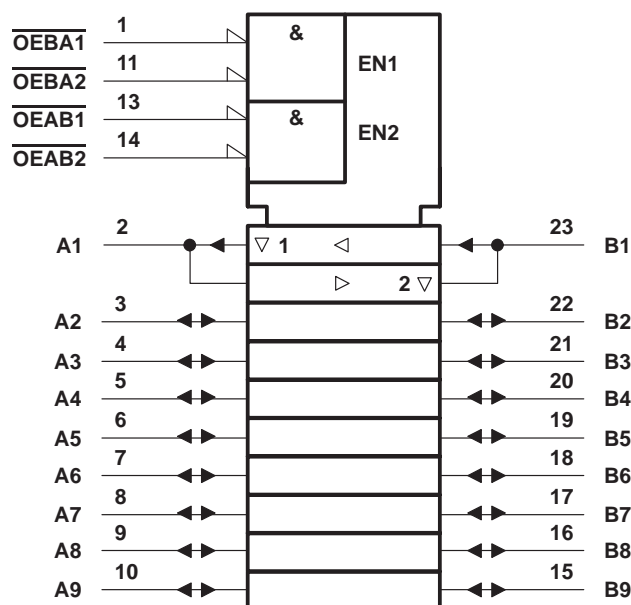 OEBA1 1 &
OEBA2 11 EN1
OEAB1 13 &
OEAB2 14 EN2
A1 2 1 23 B1
2
A2 3 22 B2
A3 4 21 B3
A4 5 20 B4
A5 6 19 B5
A6 7 18 B6
A7 8 17 B7
A8 9 16 B8
A9 10 15 B9